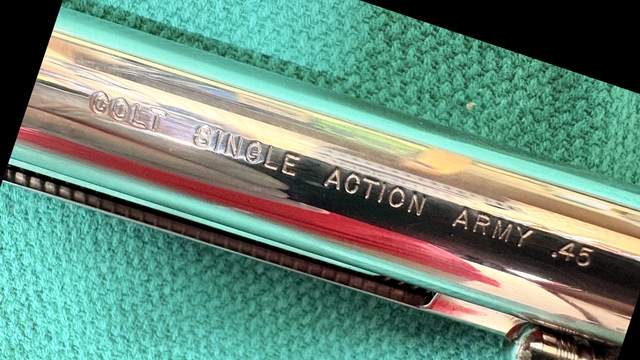 COLT SINGLE ACTION ARMY .45